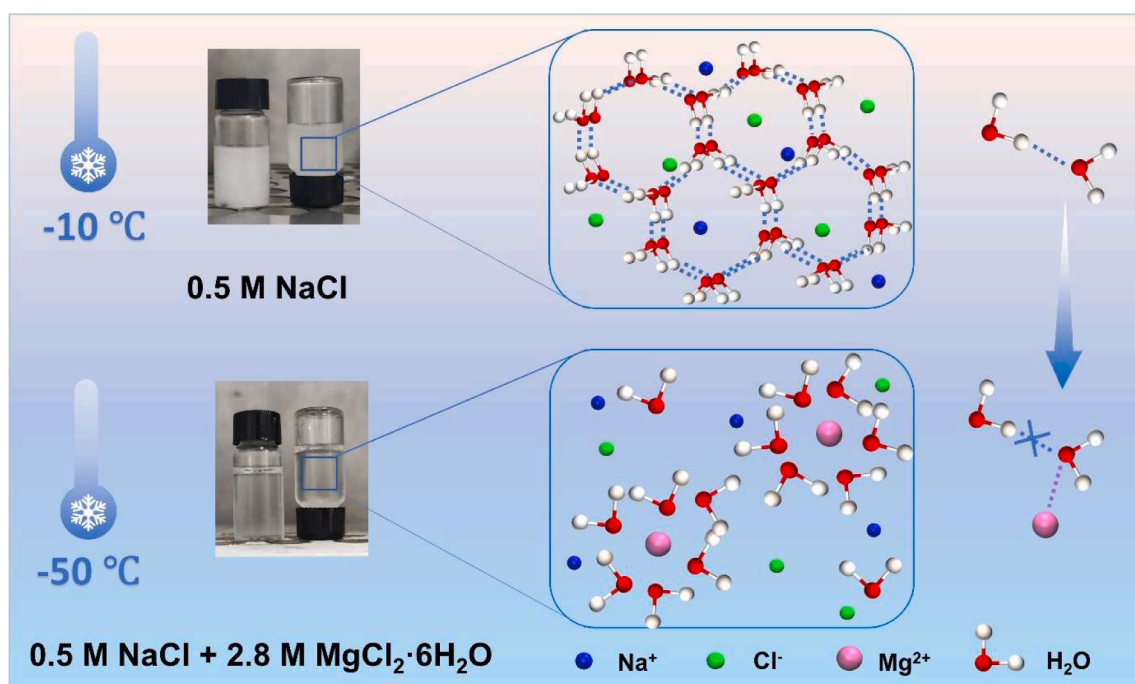 -10 ℃
0.5 M NaCl
-50 ℃
0.5 M NaCl + 2.8 M MgCl₂·6H₂O
Na⁺
Cl⁻
Mg²⁺
H₂O